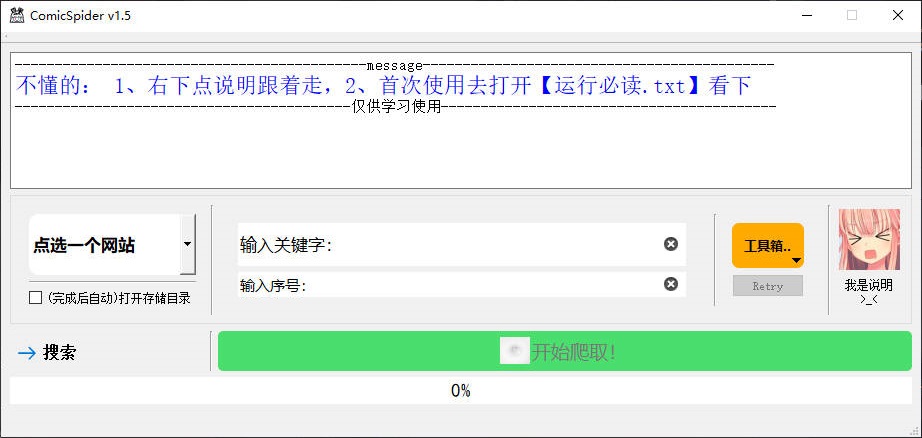 ComicSpider v1.5
----------------------------------------message----------------------------------------
不懂的： 1、右下点说明跟着走，2、首次使用去打开【运行必读.txt】看下
----------------------------------------仅供学习使用----------------------------------------
点选一个网站
(完成后自动)打开存储目录
输入关键字：
输入序号：
工具箱..
Retry
我是说明
>_<
搜索
开始爬取！
0%